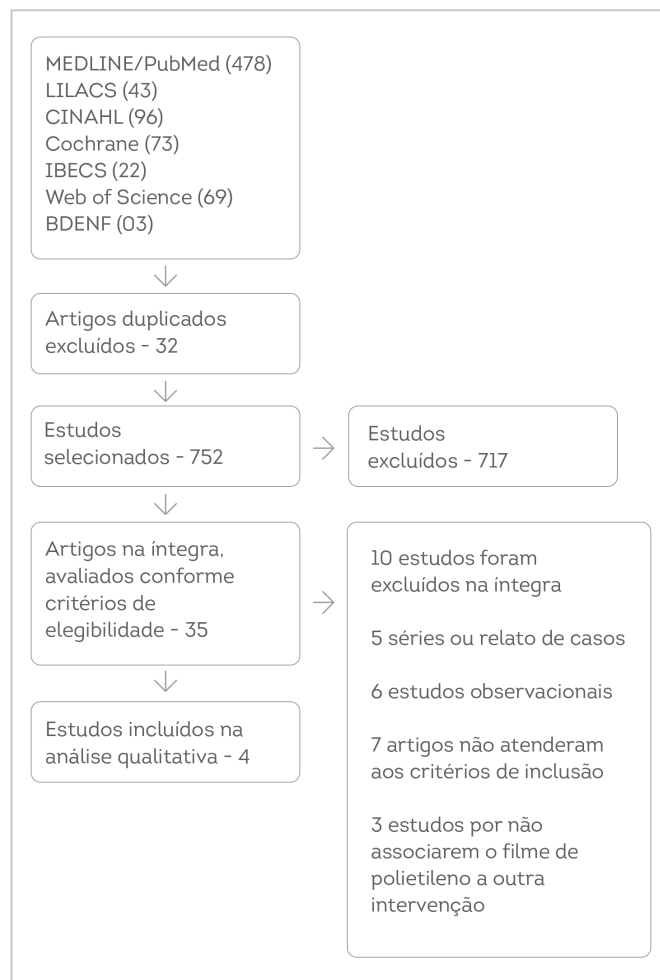 MEDLINE/PubMed (478)
LILACS (43)
CINAHL (96)
Cochrane (73)
IBECS (22)
Web of Science (69)
BDENF (03)
Artigos duplicados
excluídos - 32
Estudos
selecionados - 752
Estudos
excluídos - 717
Artigos na íntegra,
avaliados conforme
critérios de
elegibilidade - 35
10 estudos foram
excluídos na íntegra
5 séries ou relato de casos
6 estudos observacionais
7 artigos não atenderam
aos critérios de inclusão
3 estudos por não
associarem o filme de
polietileno a outra
intervenção
Estudos incluídos na
análise qualitativa - 4